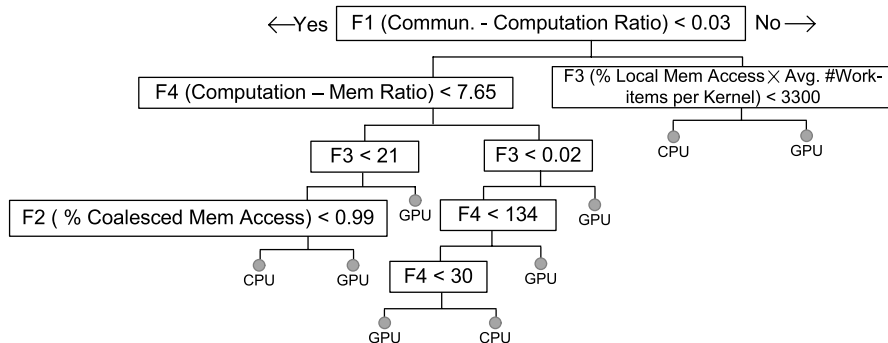 Yes
F1 (Commun. - Computation Ratio) < 0.03
No
F4 (Computation – Mem Ratio) < 7.65
F3 (% Local Mem Access × Avg. #Work-
items per Kernel) < 3300
CPU
GPU
F3 < 21
F3 < 0.02
F2 ( % Coalesced Mem Access) < 0.99
GPU
F4 < 134
GPU
CPU
GPU
F4 < 30
GPU
GPU
CPU